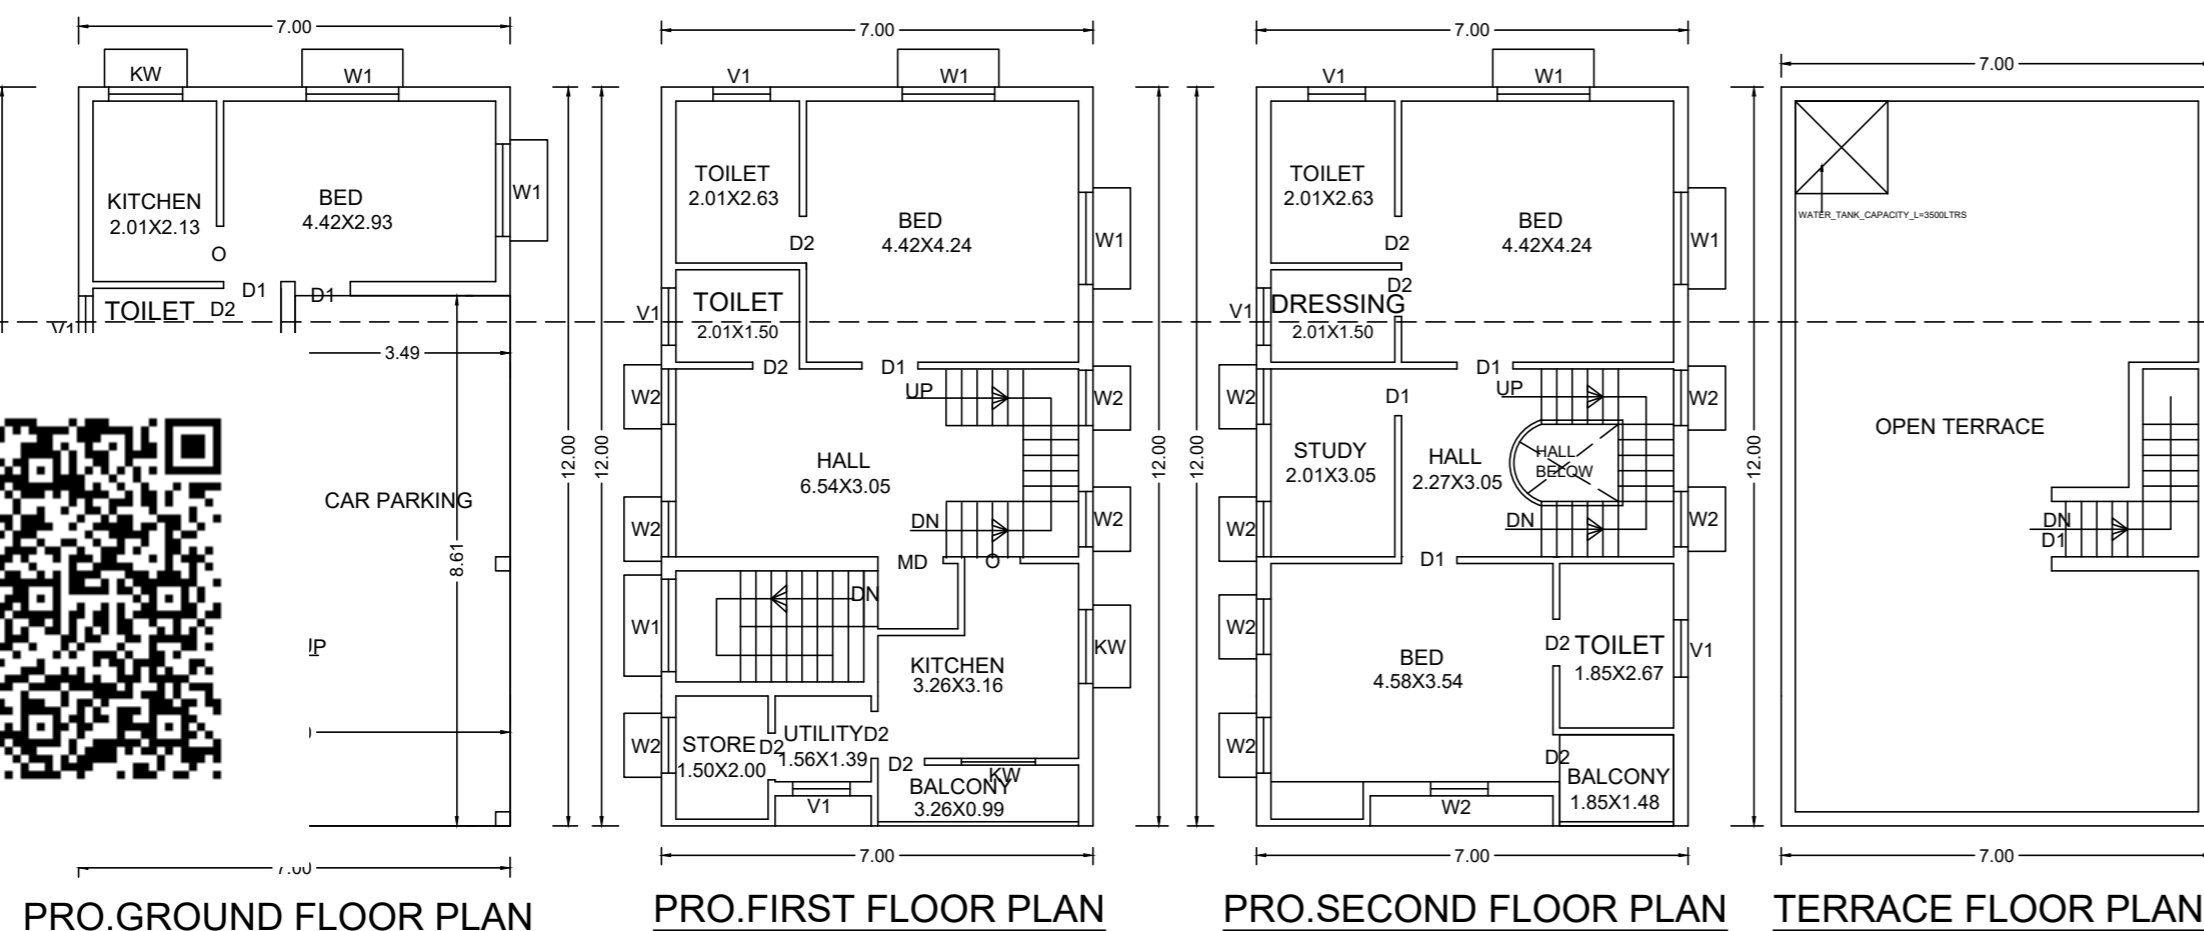 7.00
KW
W1
W1
KITCHEN
2.01X2.13
BED
4.42X2.93
O
D1
D1
TOILET
D2
V1
3.49
CAR PARKING
8.61
12.00
7.00
PRO.GROUND FLOOR PLAN
7.00
V1
W1
TOILET
2.01X2.63
BED
4.42X4.24
D2
W1
TOILET
2.01X1.50
V1
D2
D1
UP
W2
W2
12.00
12.00
HALL
6.54X3.05
W2
DN
W2
MD
O
DN
W1
KITCHEN
3.26X3.16
KW
W2
STORE
1.50X2.00
D2
UTILITY
1.56X1.39
D2
D2
KW
BALCONY
3.26X0.99
V1
7.00
PRO.FIRST FLOOR PLAN
7.00
V1
W1
TOILET
2.01X2.63
BED
4.42X4.24
D2
W1
D2
DRESSING
2.01X1.50
V1
D1
UP
D1
W2
W2
12.00
12.00
STUDY
2.01X3.05
HALL
2.27X3.05
HALL
BELOW
W2
DN
W2
D1
W2
BED
4.58X3.54
D2
TOILET
1.85X2.67
V1
W2
D2
BALCONY
1.85X1.48
W2
7.00
PRO.SECOND FLOOR PLAN
7.00
WATER_TANK_CAPACITY_L=3500LTRS
OPEN TERRACE
12.00
DN
D1
7.00
TERRACE FLOOR PLAN